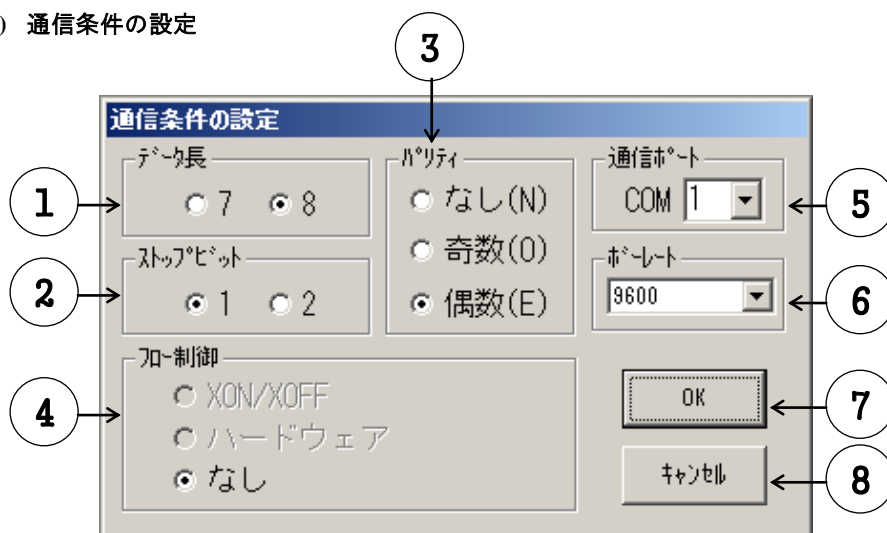 ) 通信条件の設定
3
通信条件の設定
ﾃﾞｰﾀ長
7 8
1
ﾊﾟﾘﾃｨ
なし(N)
奇数(O)
偶数(E)
通信ﾎﾟｰﾄ
COM 1
5
ｽﾄｯﾌﾟﾋﾞｯﾄ
1 2
2
ﾎﾞｰﾚｰﾄ
9600
6
ﾌﾛｰ制御
XON/XOFF
ハードウェア
なし
4
OK
7
ｷｬﾝｾﾙ
8